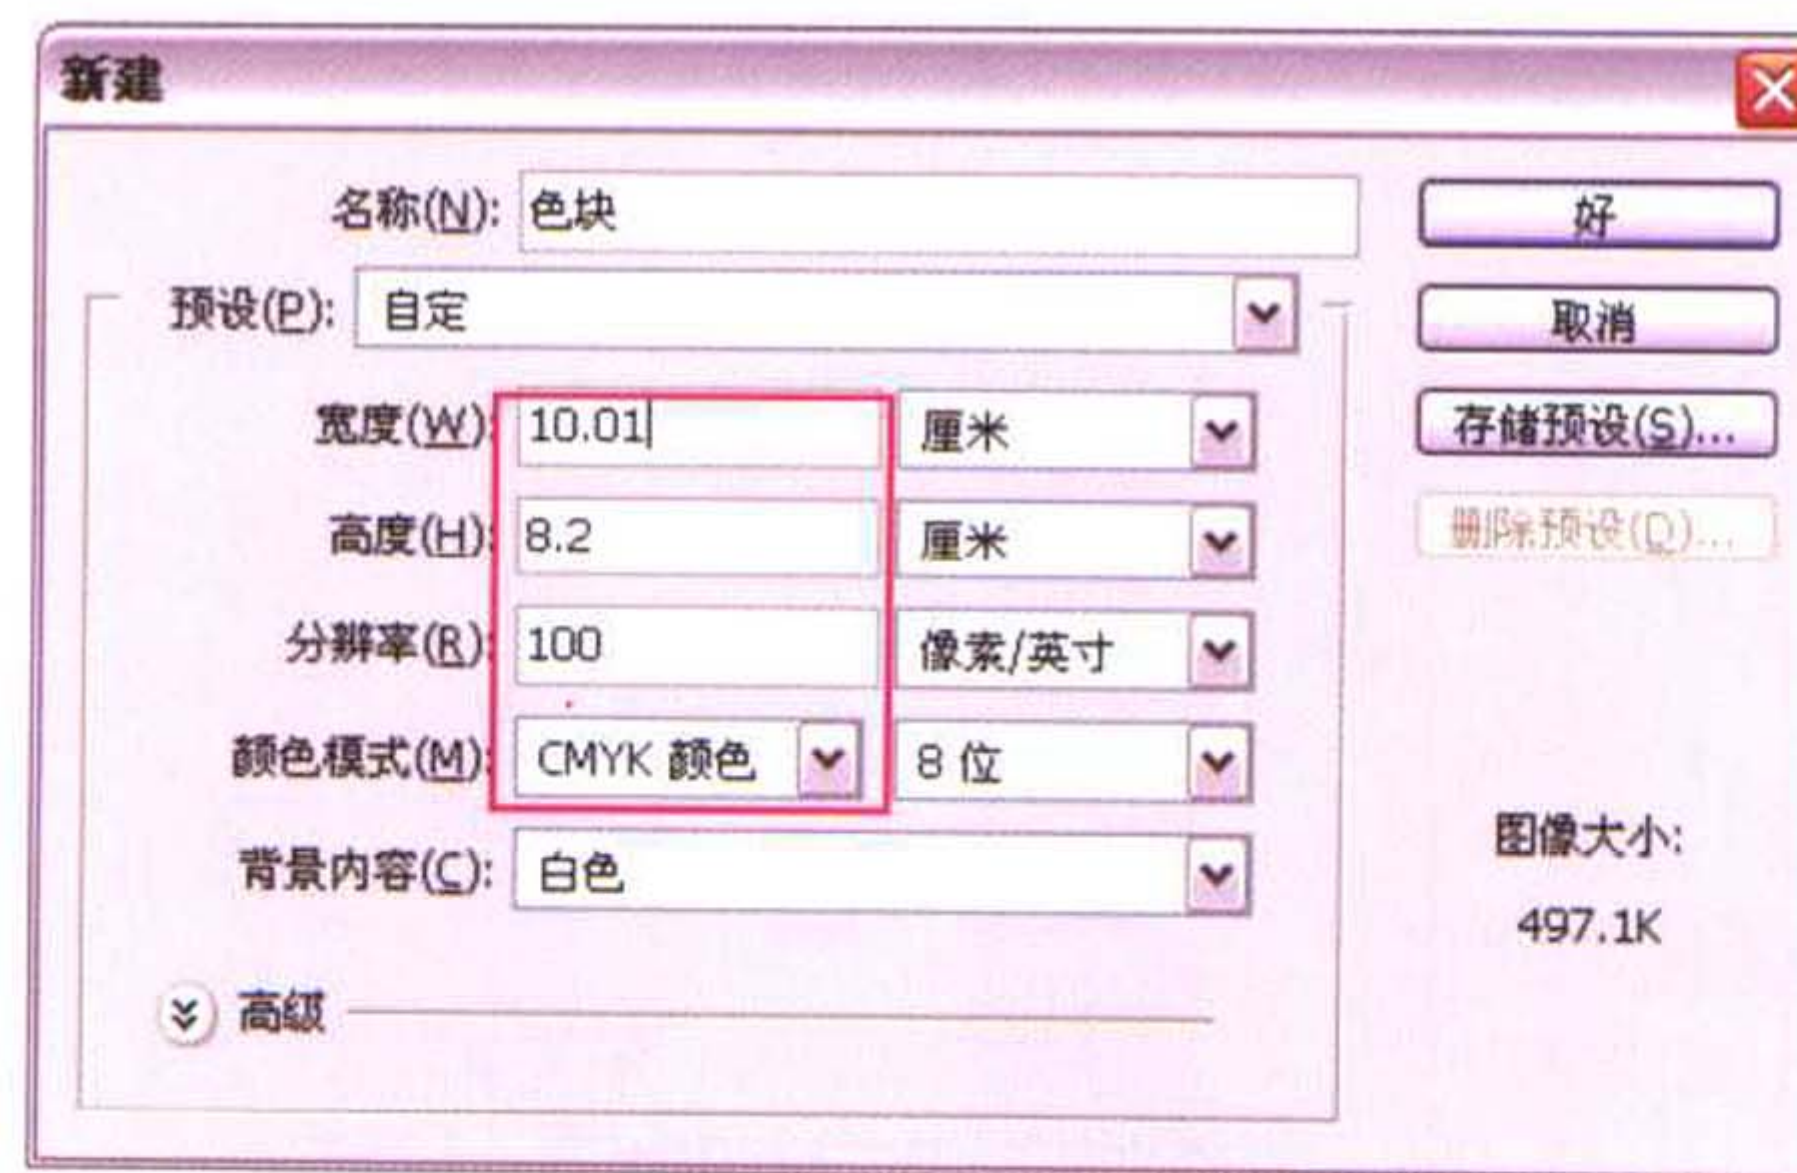 新建
名称(N): 色块
好
预设(P): 自定
取消
宽度(W): 10.01 厘米
存储预设(S)...
高度(H): 8.2 厘米
删除预设(D)...
分辨率(R): 100 像素/英寸
颜色模式(M): CMYK 颜色 8 位
背景内容(C): 白色
图像大小:
497.1K
高级